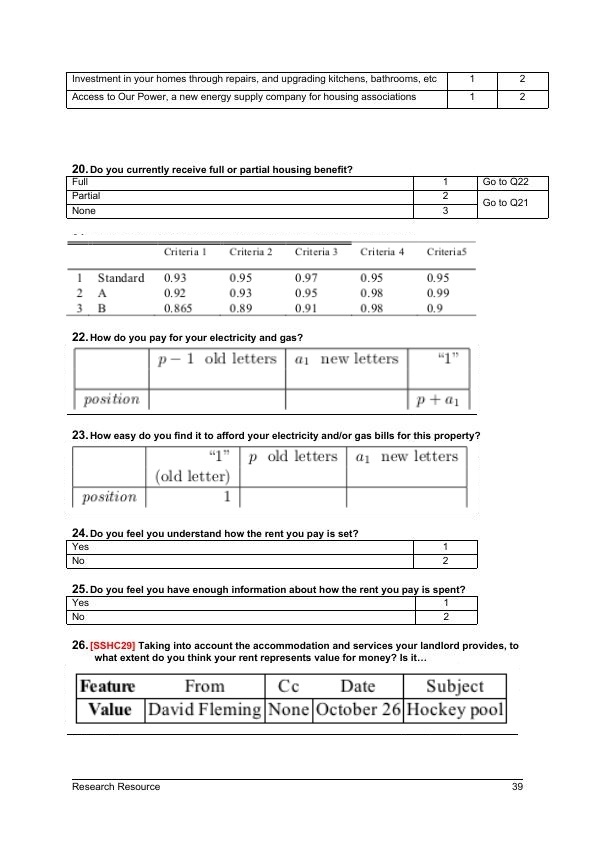 Investment in your homes through repairs, and upgrading kitchens, bathrooms, etc 1 2
Access to Our Power, a new energy supply company for housing associations 1 2
20. Do you currently receive full or partial housing benefit?
Full 1 Go to Q22
Partial 2 Go to Q21
None 3
Criteria 1 Criteria 2 Criteria 3 Criteria 4 Criteria5
1 Standard 0.93 0.95 0.97 0.95 0.95
2 A 0.92 0.93 0.95 0.98 0.99
3 B 0.865 0.89 0.91 0.98 0.9
22. How do you pay for your electricity and gas?
p − 1 old letters a₁ new letters “1”
position p + a₁
23. How easy do you find it to afford your electricity and/or gas bills for this property?
“1” p old letters a₁ new letters
(old letter)
position 1
24. Do you feel you understand how the rent you pay is set?
Yes 1
No 2
25. Do you feel you have enough information about how the rent you pay is spent?
Yes 1
No 2
26. [SSHC29] Taking into account the accommodation and services your landlord provides, to
what extent do you think your rent represents value for money? Is it…
Feature From Cc Date Subject
Value David Fleming None October 26 Hockey pool
Research Resource 39